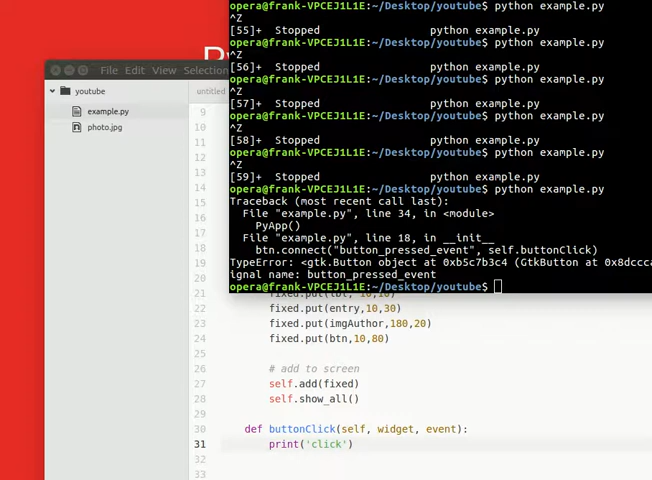 opera@frank-VPCEJ1L1E:~/Desktop/youtube$ python example.py
^Z
[55]+  Stopped                 python example.py
opera@frank-VPCEJ1L1E:~/Desktop/youtube$ python example.py
^Z
[56]+  Stopped                 python example.py
opera@frank-VPCEJ1L1E:~/Desktop/youtube$ python example.py
^Z
[57]+  Stopped                 python example.py
opera@frank-VPCEJ1L1E:~/Desktop/youtube$ python example.py
^Z
[58]+  Stopped                 python example.py
opera@frank-VPCEJ1L1E:~/Desktop/youtube$ python example.py
^Z
[59]+  Stopped                 python example.py
opera@frank-VPCEJ1L1E:~/Desktop/youtube$ python example.py
Traceback (most recent call last):
  File "example.py", line 34, in <module>
    PyApp()
  File "example.py", line 18, in __init__
    btn.connect("button_pressed_event", self.buttonClick)
TypeError: <gtk.Button object at 0xb5c7b3c4 (GtkButton at 0x8dccca
ignal name: button_pressed_event
opera@frank-VPCEJ1L1E:~/Desktop/youtube$
File Edit View Selection
youtube
example.py
photo.jpg
untitled
9
10
11
12
13
14
15
16
17
18
19
20
21 fixed.put(lbl, 10,10)
22 fixed.put(entry,10,30)
23 fixed.put(imgAuthor,180,20)
24 fixed.put(btn,10,80)
25
26 # add to screen
27 self.add(fixed)
28 self.show_all()
29
30 def buttonClick(self, widget, event):
31 print('click')
32
33